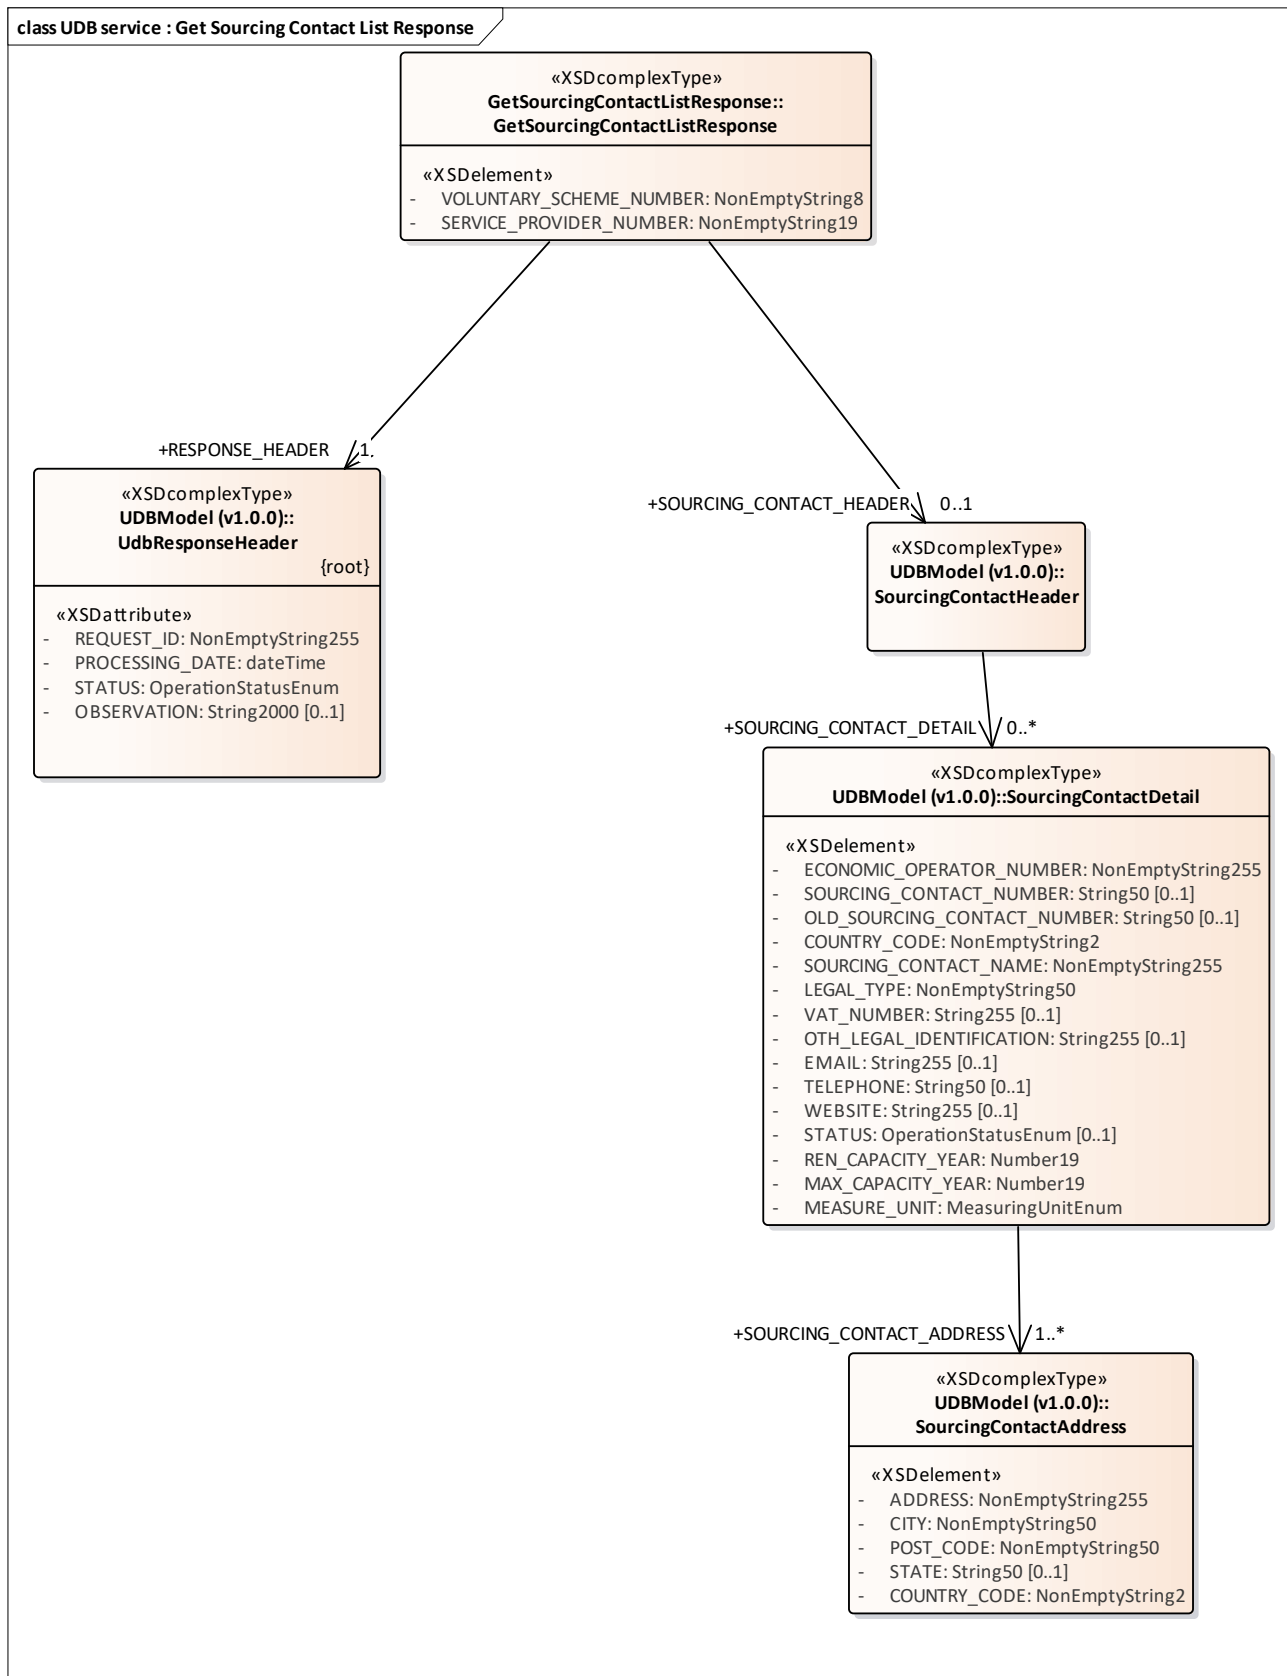 class UDB service : Get Sourcing Contact List Response
«XSDcomplexType»
GetSourcingContactListResponse::
GetSourcingContactListResponse
«XSDelement»
- VOLUNTARY_SCHEME_NUMBER: NonEmptyString8
- SERVICE_PROVIDER_NUMBER: NonEmptyString19
+RESPONSE_HEADER 1.
«XSDcomplexType»
UDBModel (v1.0.0)::
UdbResponseHeader
{root}
«XSDattribute»
- REQUEST_ID: NonEmptyString255
- PROCESSING_DATE: dateTime
- STATUS: OperationStatusEnum
- OBSERVATION: String2000 [0..1]
+SOURCING_CONTACT_HEADER 0..1
«XSDcomplexType»
UDBModel (v1.0.0)::
SourcingContactHeader
+SOURCING_CONTACT_DETAIL 0..*
«XSDcomplexType»
UDBModel (v1.0.0)::SourcingContactDetail
«XSDelement»
- ECONOMIC_OPERATOR_NUMBER: NonEmptyString255
- SOURCING_CONTACT_NUMBER: String50 [0..1]
- OLD_SOURCING_CONTACT_NUMBER: String50 [0..1]
- COUNTRY_CODE: NonEmptyString2
- SOURCING_CONTACT_NAME: NonEmptyString255
- LEGAL_TYPE: NonEmptyString50
- VAT_NUMBER: String255 [0..1]
- OTH_LEGAL_IDENTIFICATION: String255 [0..1]
- EMAIL: String255 [0..1]
- TELEPHONE: String50 [0..1]
- WEBSITE: String255 [0..1]
- STATUS: OperationStatusEnum [0..1]
- REN_CAPACITY_YEAR: Number19
- MAX_CAPACITY_YEAR: Number19
- MEASURE_UNIT: MeasuringUnitEnum
+SOURCING_CONTACT_ADDRESS 1..*
«XSDcomplexType»
UDBModel (v1.0.0)::
SourcingContactAddress
«XSDelement»
- ADDRESS: NonEmptyString255
- CITY: NonEmptyString50
- POST_CODE: NonEmptyString50
- STATE: String50 [0..1]
- COUNTRY_CODE: NonEmptyString2